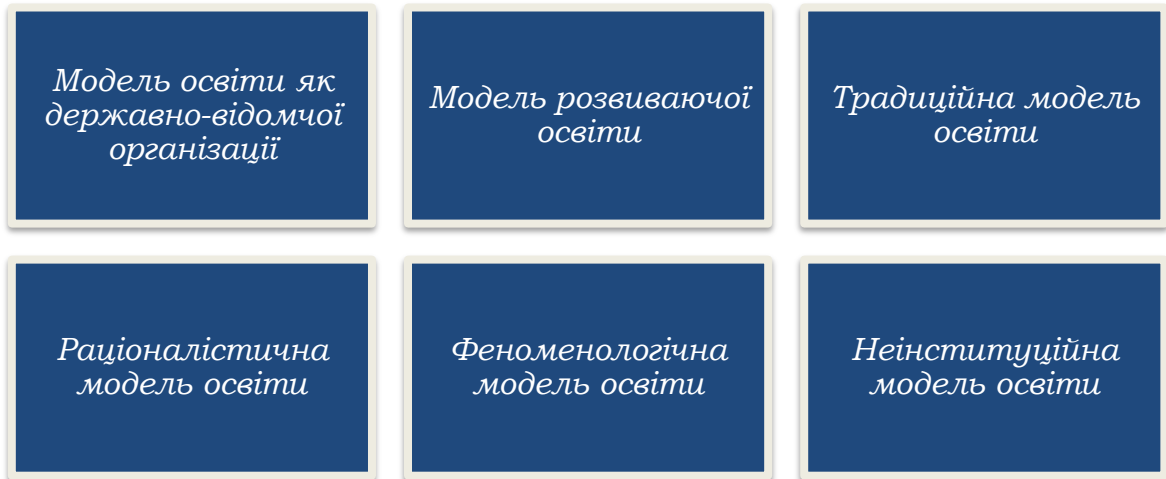 Модель освіти як
державно-відомчої
організації
Модель розвиваючої
освіти
Традиційна модель
освіти
Раціоналістична
модель освіти
Феноменологічна
модель освіти
Неінституційна
модель освіти